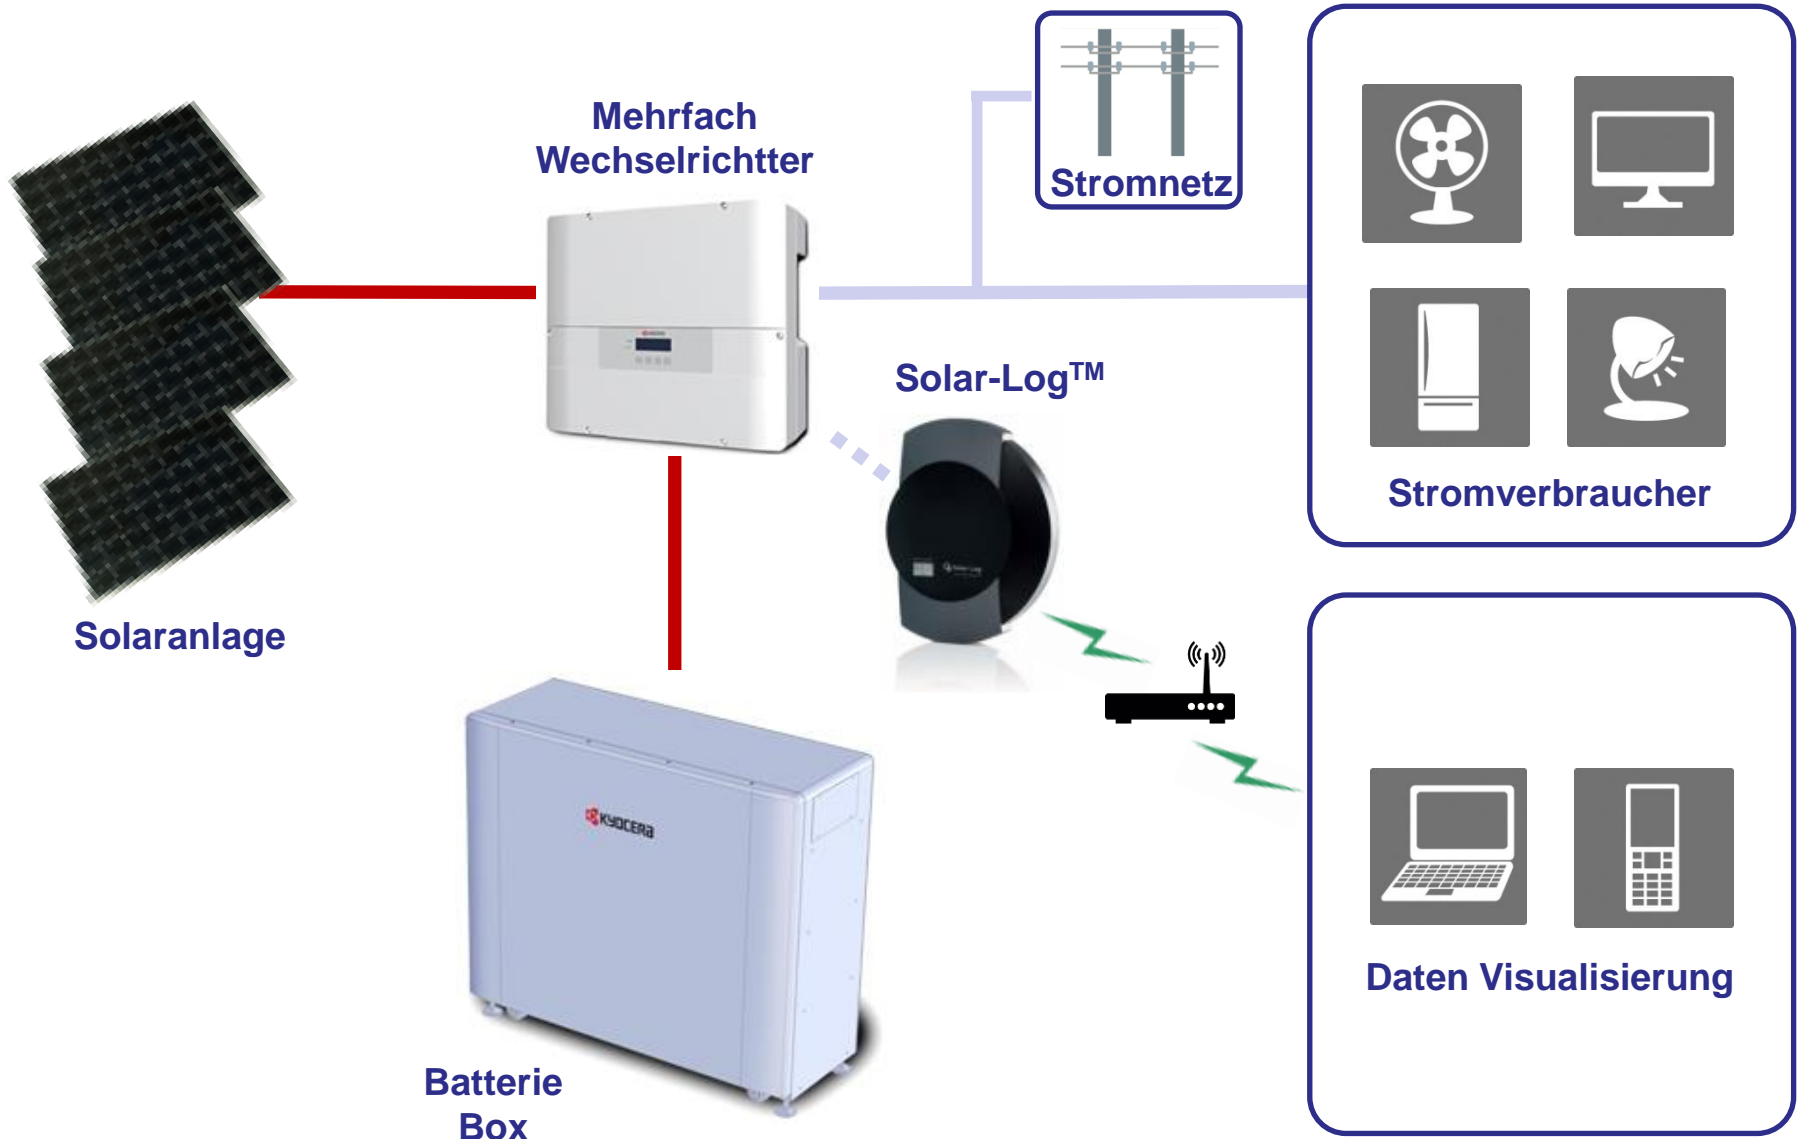 Mehrfach
Wechselrichtter
Stromnetz
Solar-Log™
Stromverbraucher
Solaranlage
KYOCERA
Daten Visualisierung
Batterie
Box